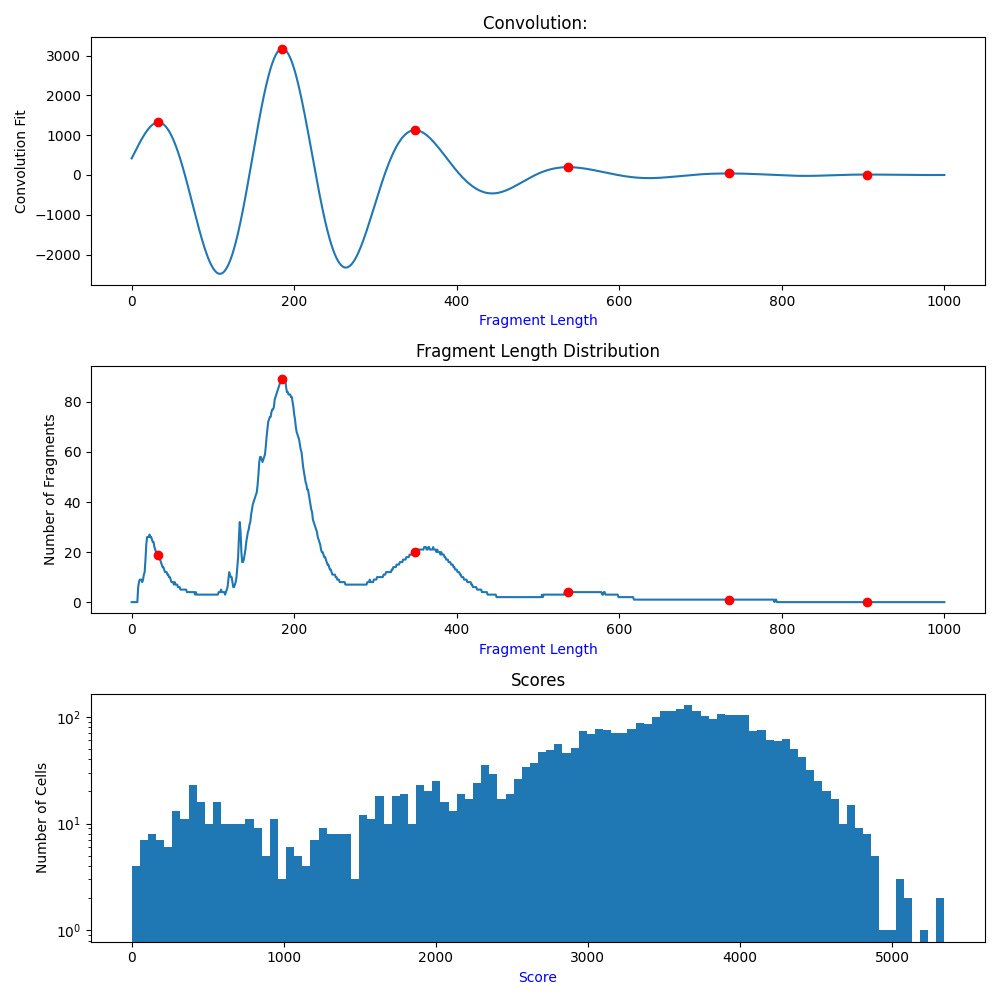 Convolution:
3000
2000
1000
0
−1000
−2000
Convolution Fit
0 200 400 600 800 1000
Fragment Length
Fragment Length Distribution
80
60
40
20
0
Number of Fragments
0 200 400 600 800 1000
Fragment Length
Scores
10²
10¹
10⁰
Number of Cells
0 1000 2000 3000 4000 5000
Score